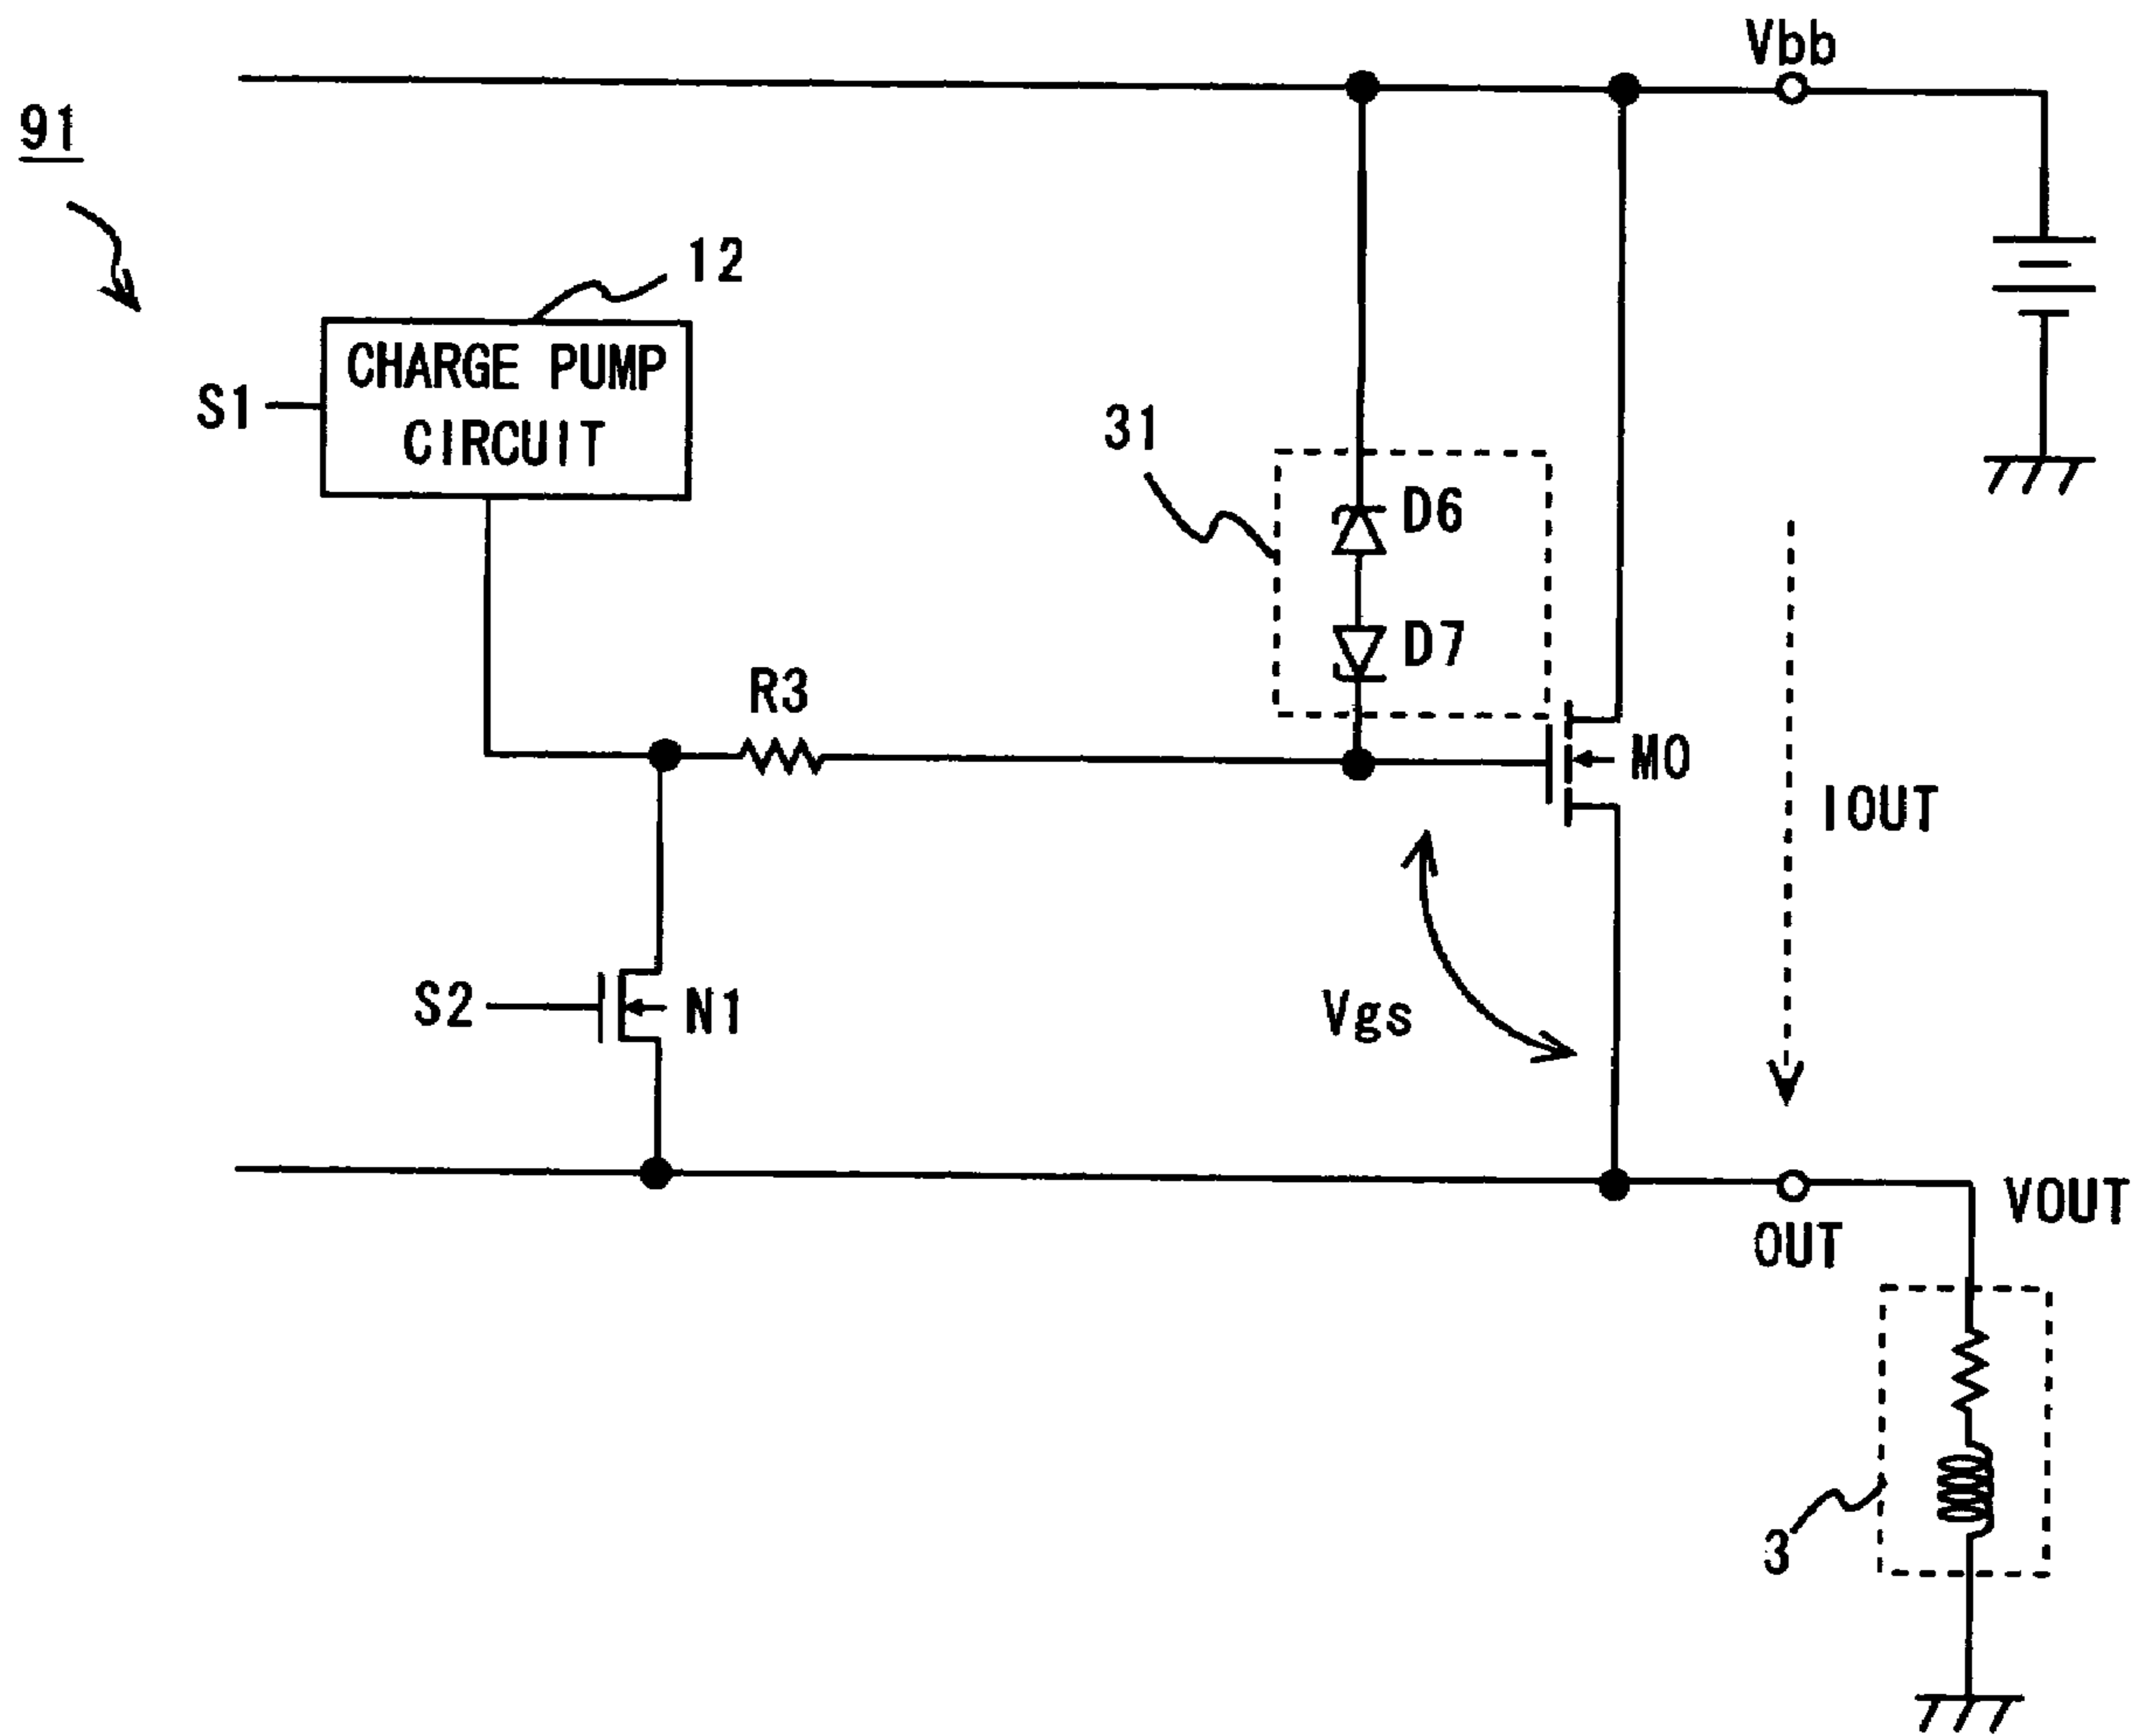 Vbb
91
12
CHARGE PUMP
CIRCUIT
S1
31
D6
D7
R3
M0
IOUT
S2
N1
Vgs
VOUT
OUT
3